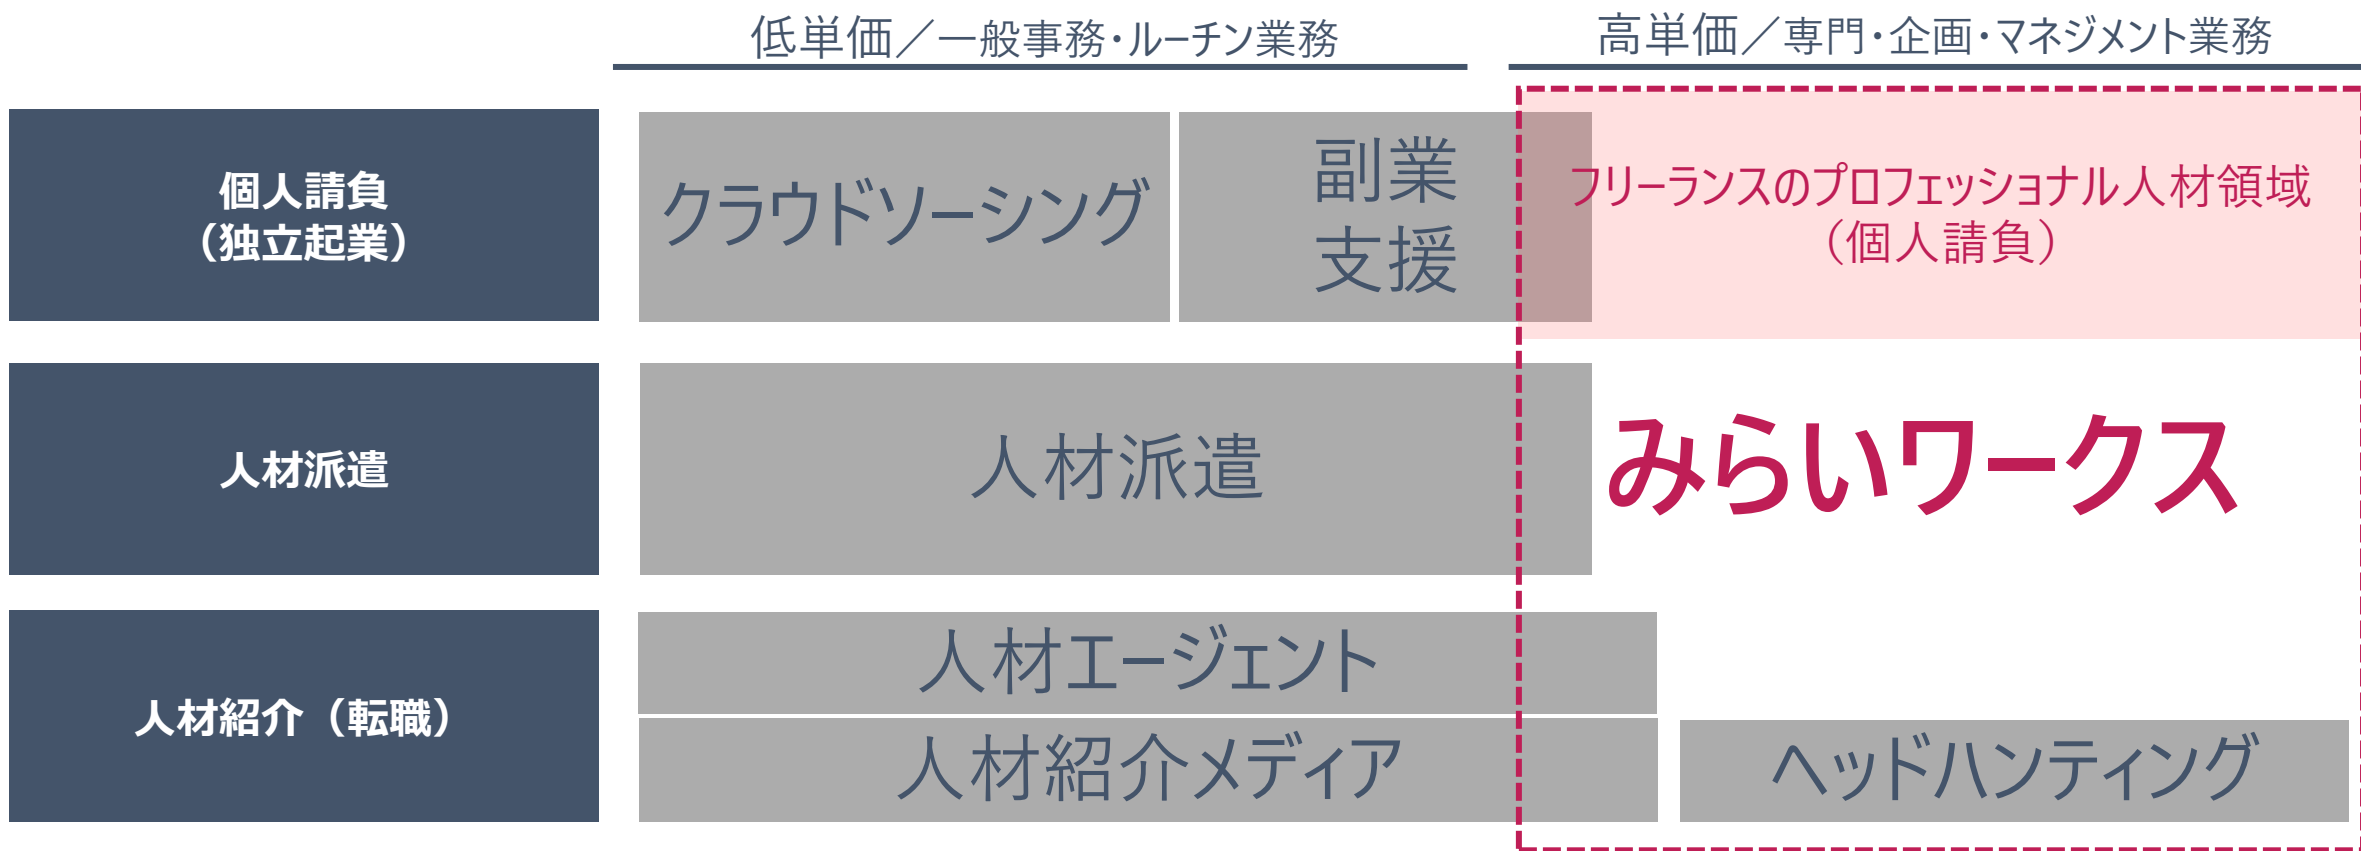 低単価／一般事務・ルーチン業務
高単価／専門・企画・マネジメント業務
個人請負
（独立起業）
クラウドソーシング
副業
支援
フリーランスのプロフェッショナル人材領域
（個人請負）
人材派遣
人材派遣
みらいワークス
人材紹介（転職）
人材エージェント
人材紹介メディア
ヘッドハンティング